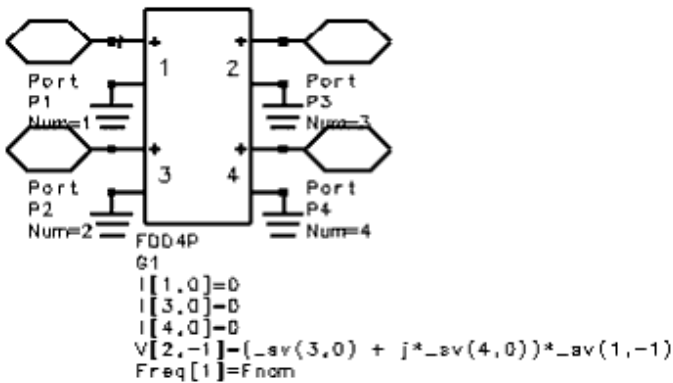 1 2
Port Port
P1 P3
Num=1 Num=3
3 4
Port Port
P2 P4
Num=2 Num=4
FDD4P
G1
I[1,0]=0
I[3,0]=0
I[4,0]=0
V[2,-1]=(_sv(3,0) + j*_sv(4,0))*_sv(1,-1)
Freq[1]=Fnom